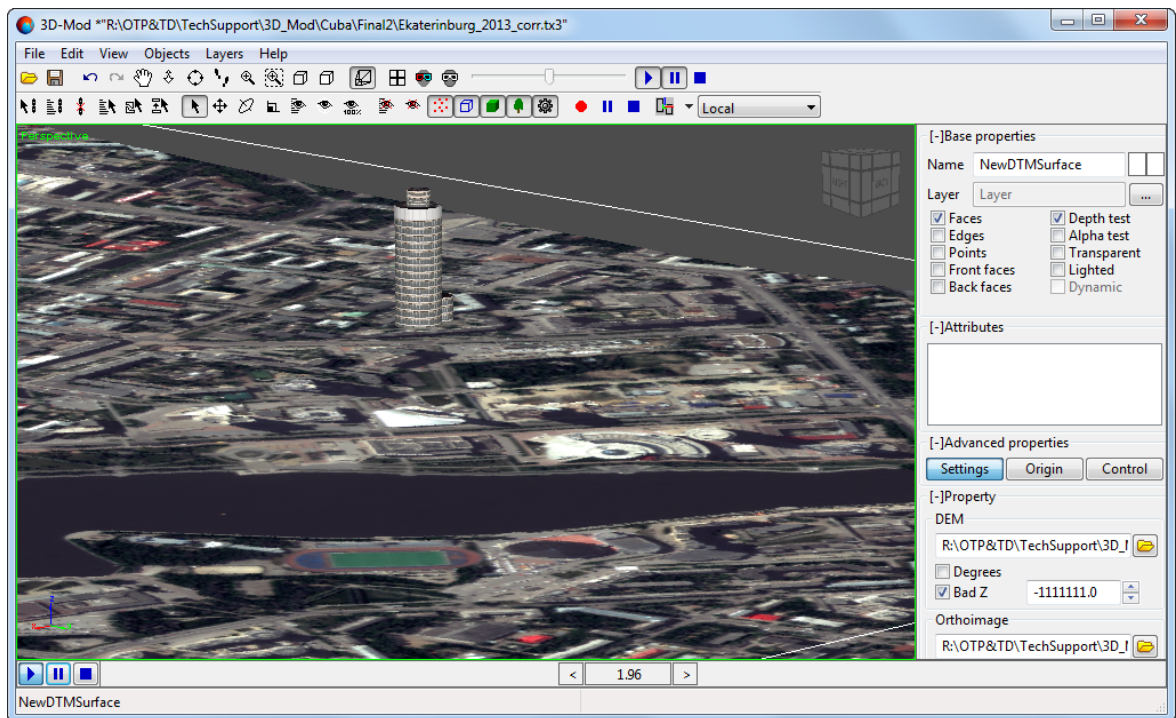 3D-Mod *"R:\OTP&TD\TechSupport\3D_Mod\Cuba\Final2\Ekaterinburg_2013_corr.tx3"
File Edit View Objects Layers Help
100%
Local
Perspective
[-]Base properties
Name NewDTMSurface
Layer Layer ...
Faces Depth test
Edges Alpha test
Points Transparent
Front faces Lighted
Back faces Dynamic
[-]Attributes
[-]Advanced properties
Settings Origin Control
[-]Property
DEM
R:\OTP&TD\TechSupport\3D_
Degrees
Bad Z -1111111.0
Orthoimage
R:\OTP&TD\TechSupport\3D_
z
< 1.96 >
NewDTMSurface